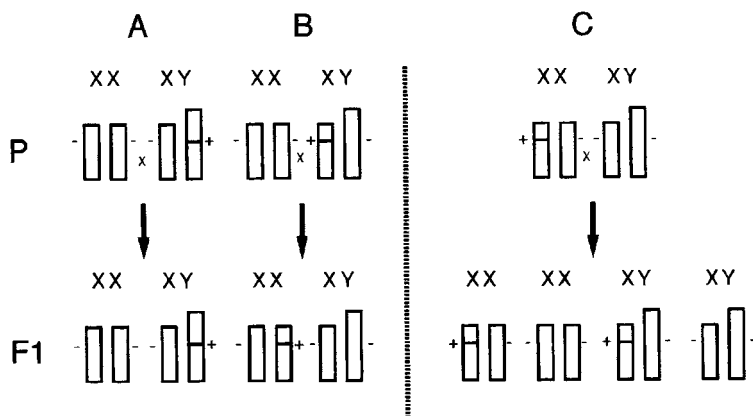 A B C
XX XY XX XY XX XY
P - - x - + - - x + - + - x - -
XX XY XX XY XX XX XY XY
F1 - - + - + - - + - - - + - - -